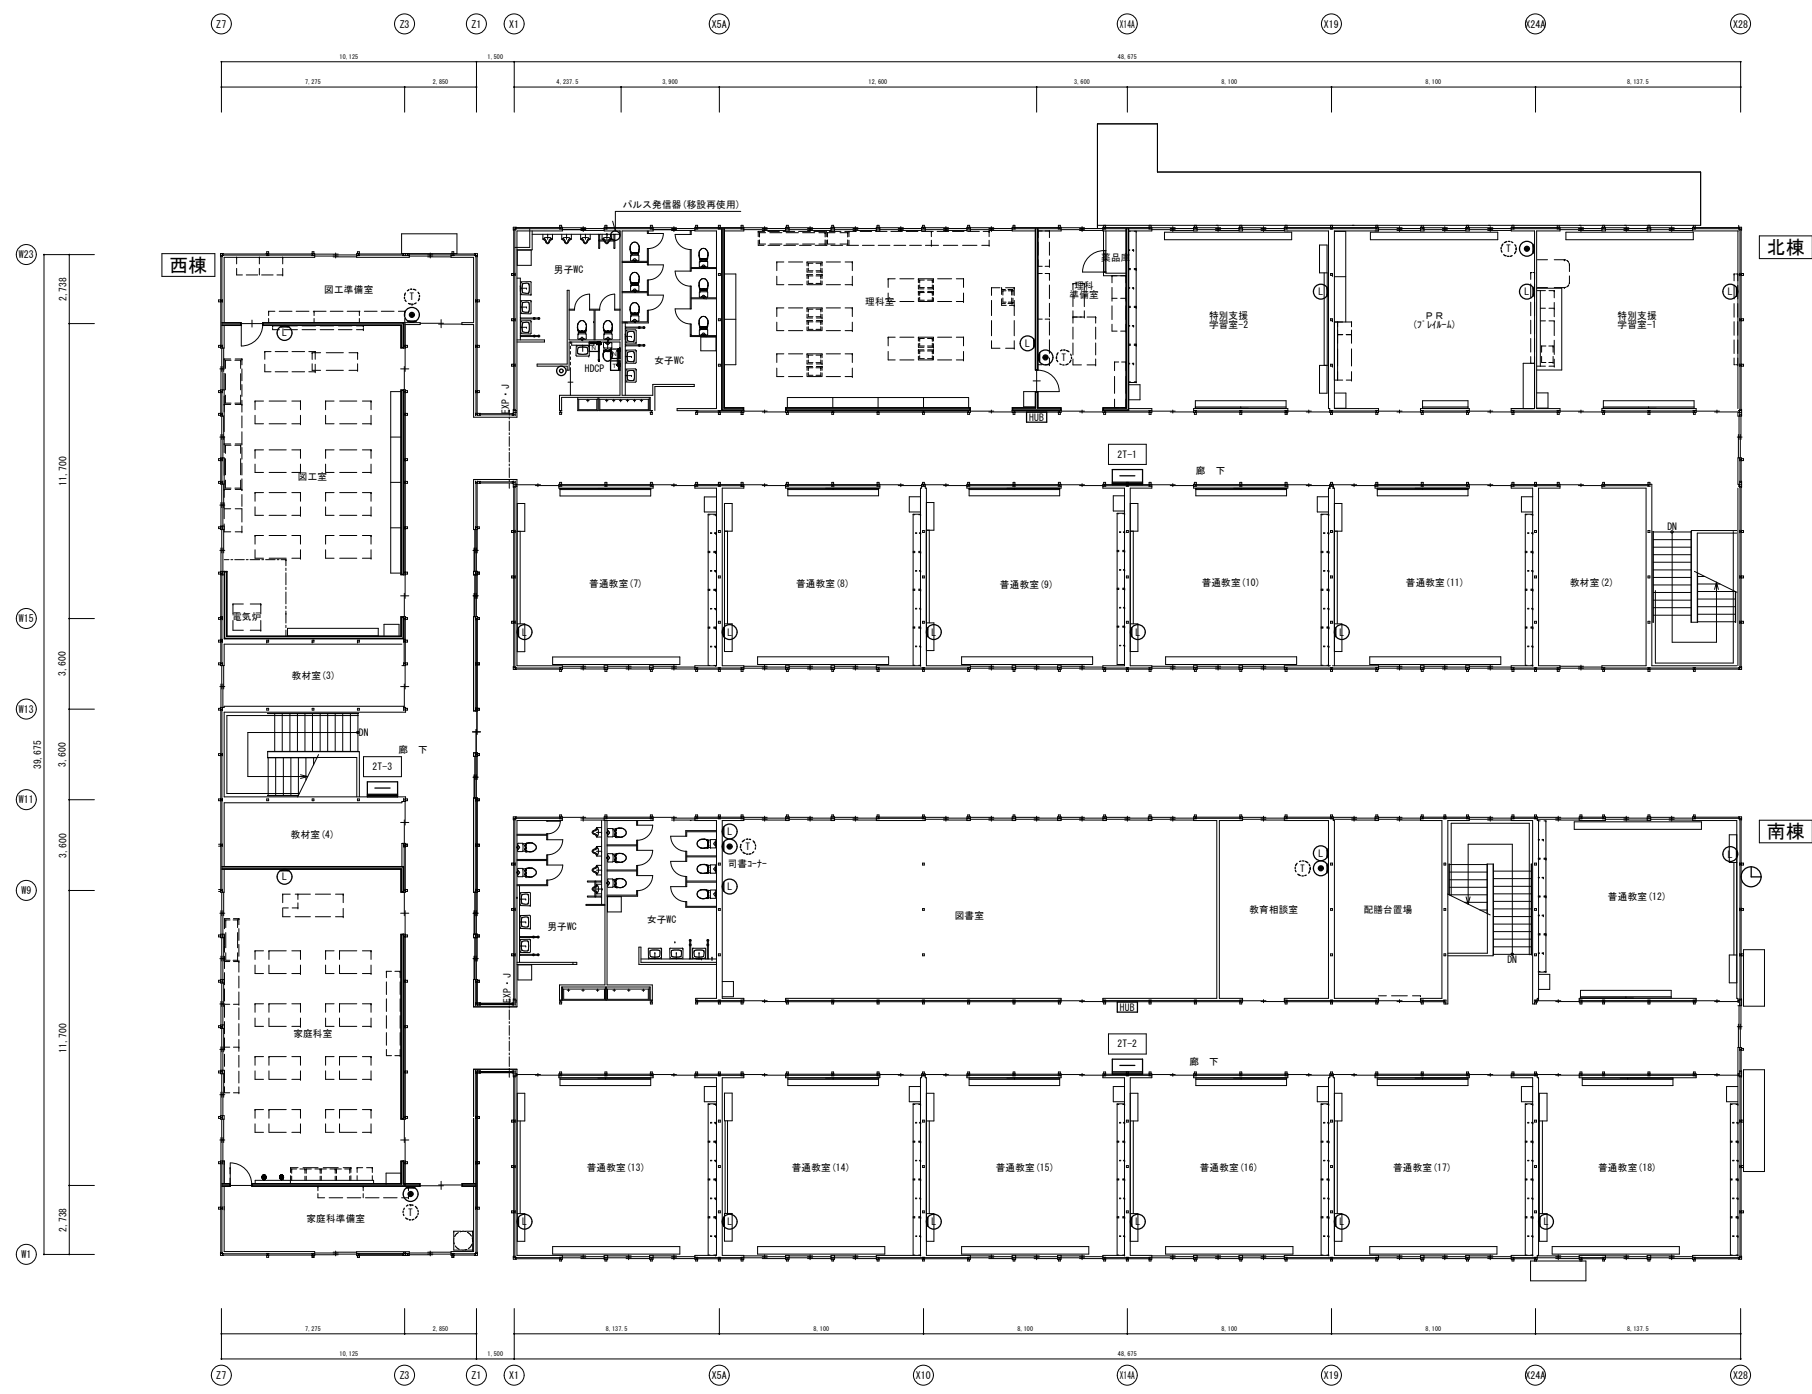 Z7 Z3 Z1 X1 X5A X14A X19 X24A X28
10,125 1,500 48,675
7,275 2,850 4,237.5 3,900 12,600 3,600 8,100 8,100 8,137.5
パルス発信器(移設再使用)
W23
西棟
北棟
2,738
図工準備室
T
男子WC
女子WC
HDCP
理科室
薬品庫
理科
準備室
特別支援
学習室-2
PR
(プレイルーム)
特別支援
学習室-1
L
L
L
L
L
T
T
EXP・J
HUB
2T-1
廊 下
11,700
図工室
電気炉
普通教室(7)
普通教室(8)
普通教室(9)
普通教室(10)
普通教室(11)
教材室(2)
DN
L
L
L
L
L
W15
3,600
教材室(3)
W13
39,675
3,600
DN
廊 下
2T-3
W11
3,600
教材室(4)
W9
南棟
L
L
T
司書コーナー
L
男子WC
女子WC
図書室
T
L
教育相談室
配膳台置場
DN
普通教室(12)
L
EXP・J
HUB
2T-2
廊 下
11,700
家庭科室
普通教室(13)
普通教室(14)
普通教室(15)
普通教室(16)
普通教室(17)
普通教室(18)
L
L
L
L
L
L
2,738
家庭科準備室
T
W1
7,275 2,850 8,137.5 8,100 8,100 8,100 8,100 8,137.5
10,125 1,500 48,675
Z7 Z3 Z1 X1 X5A X10 X14A X19 X24A X28